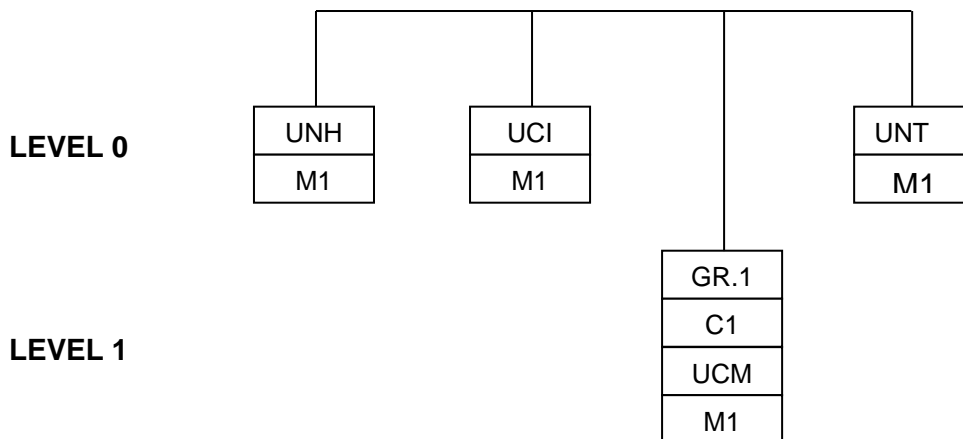 LEVEL 0
UNH
M1
UCI
M1
UNT
M1
LEVEL 1
GR.1
C1
UCM
M1